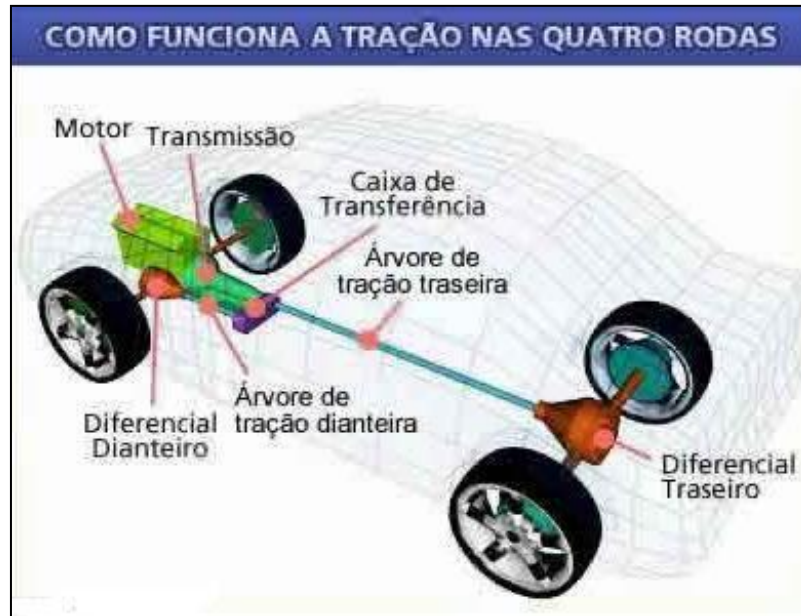 COMO FUNCIONA A TRAÇÃO NAS QUATRO RODAS
Motor
Transmissão
Caixa de
Transferência
Árvore de
tração traseira
Diferencial
Dianteiro
Árvore de
tração dianteira
Diferencial
Traseiro